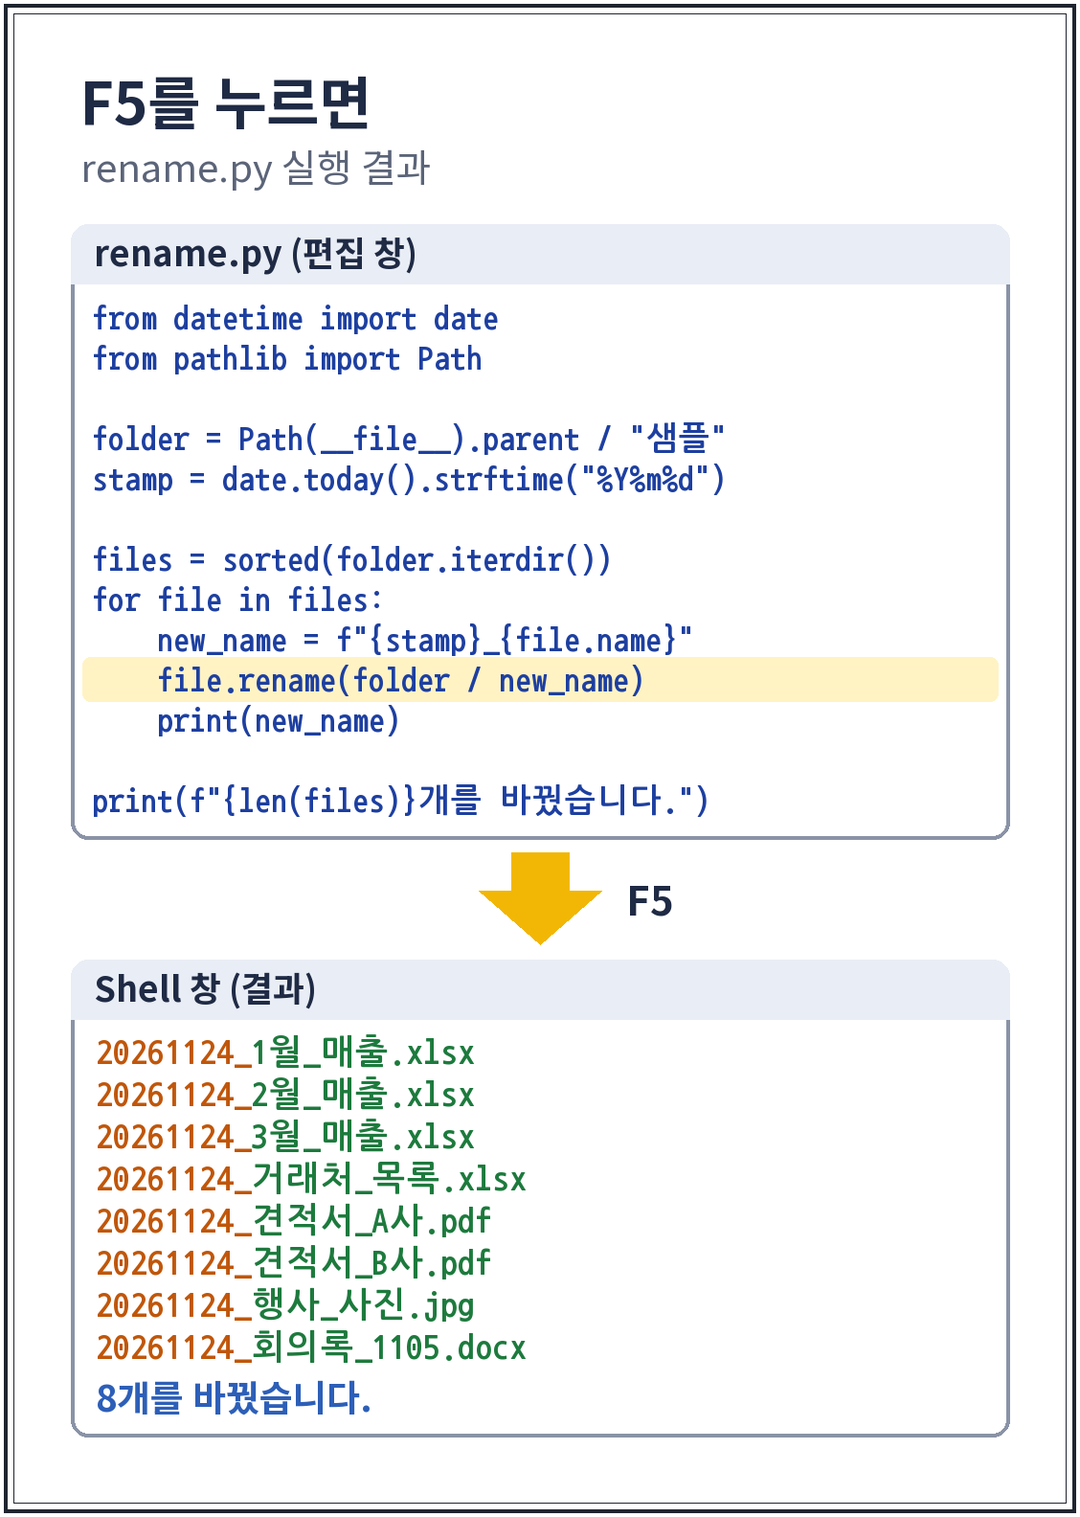 F5를 누르면
rename.py 실행 결과
rename.py (편집 창)
from datetime import date
from pathlib import Path
folder = Path(__file__).parent / "샘플"
stamp = date.today().strftime("%Y%m%d")
files = sorted(folder.iterdir())
for file in files:
    new_name = f"{stamp}_{file.name}"
    file.rename(folder / new_name)
    print(new_name)
print(f"{len(files)}개를 바꿨습니다.")
F5
Shell 창 (결과)
20261124_1월_매출.xlsx
20261124_2월_매출.xlsx
20261124_3월_매출.xlsx
20261124_거래처_목록.xlsx
20261124_견적서_A사.pdf
20261124_견적서_B사.pdf
20261124_행사_사진.jpg
20261124_회의록_1105.docx
8개를 바꿨습니다.